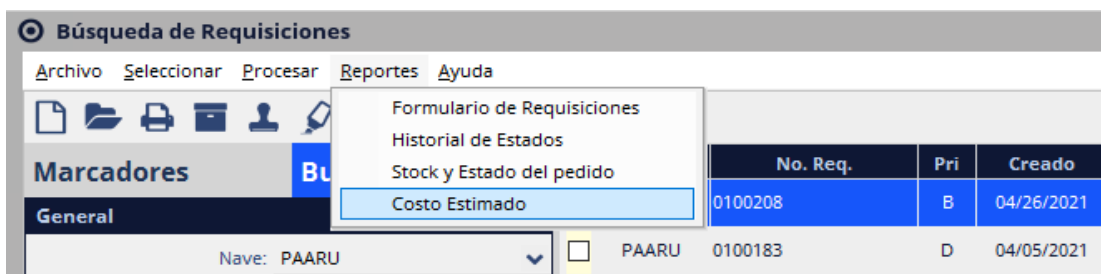 Búsqueda de Requisiciones
Archivo Seleccionar Procesar Reportes Ayuda
Formulario de Requisiciones
Historial de Estados
Stock y Estado del pedido
Costo Estimado
Marcadores Bu
No. Req. Pri Creado
General
0100208 B 04/26/2021
Nave: PAARU
PAARU 0100183 D 04/05/2021